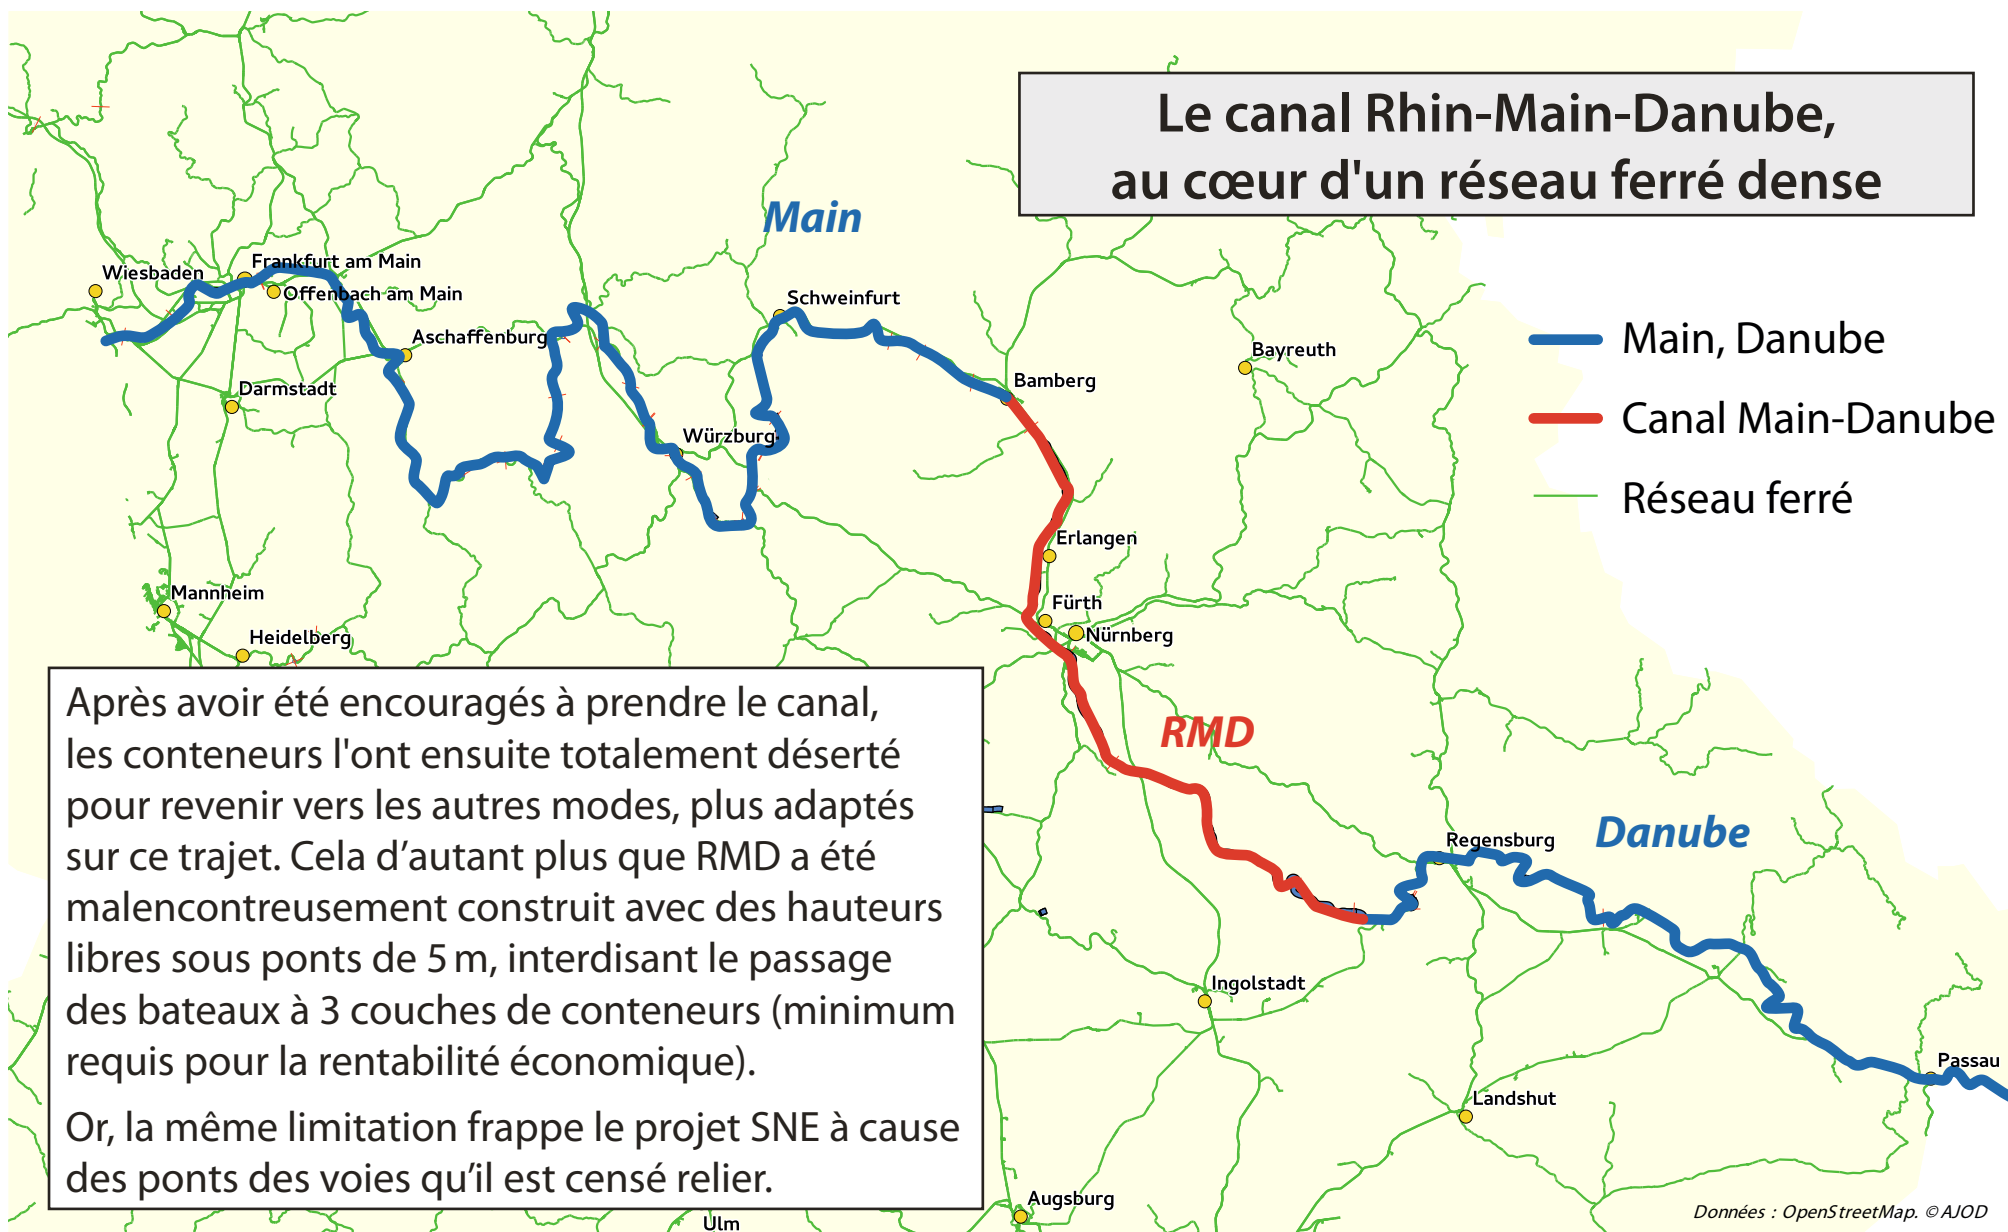 Le canal Rhin-Main-Danube,
au cœur d'un réseau ferré dense
Main
Wiesbaden
Frankfurt am Main
Offenbach am Main
Schweinfurt
Aschaffenburg
Bayreuth
Bamberg
Darmstadt
Würzburg
Main, Danube
Canal Main-Danube
Réseau ferré
Erlangen
Mannheim
Fürth
Heidelberg
Nürnberg
RMD
Danube
Regensburg
Ingolstadt
Passau
Landshut
Augsburg
Ulm
Après avoir été encouragés à prendre le canal,
les conteneurs l'ont ensuite totalement déserté
pour revenir vers les autres modes, plus adaptés
sur ce trajet. Cela d’autant plus que RMD a été
malencontreusement construit avec des hauteurs
libres sous ponts de 5 m, interdisant le passage
des bateaux à 3 couches de conteneurs (minimum
requis pour la rentabilité économique).
Or, la même limitation frappe le projet SNE à cause
des ponts des voies qu’il est censé relier.
Données : OpenStreetMap. © AJOD